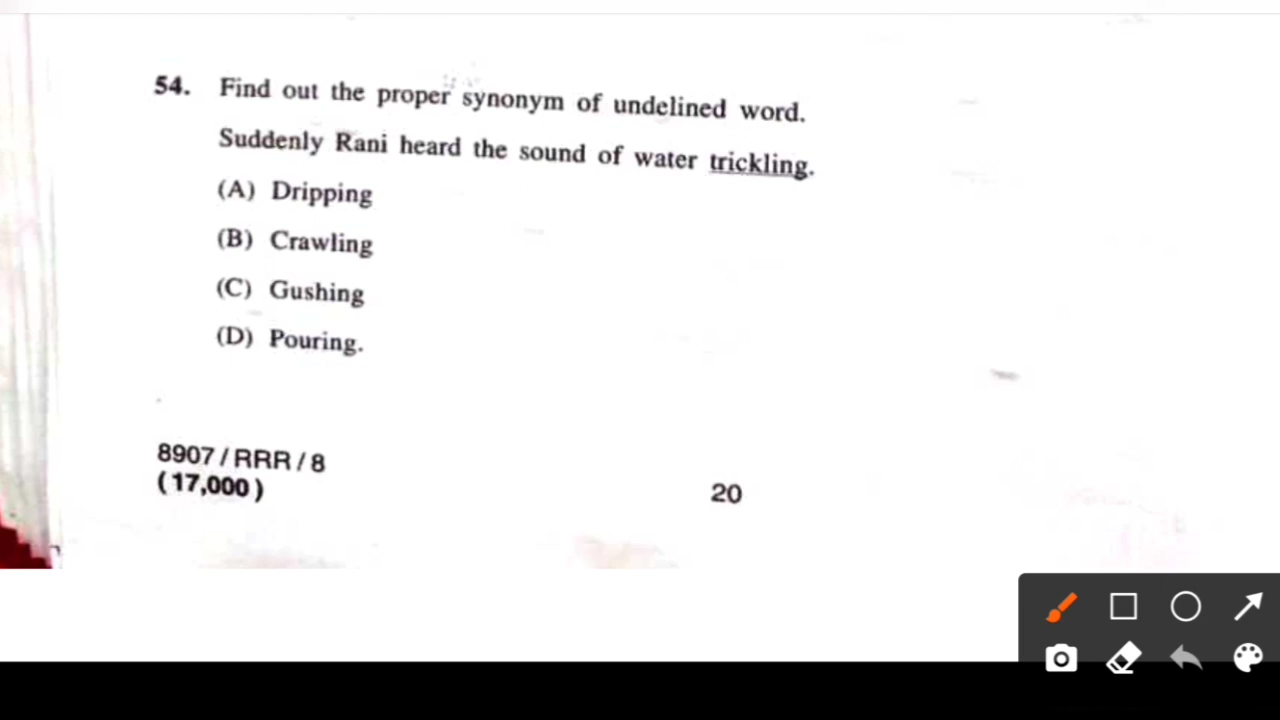 54. Find out the proper synonym of undelined word.
Suddenly Rani heard the sound of water trickling.
(A) Dripping
(B) Crawling
(C) Gushing
(D) Pouring.
8907 / RRR / 8
(17,000)
20